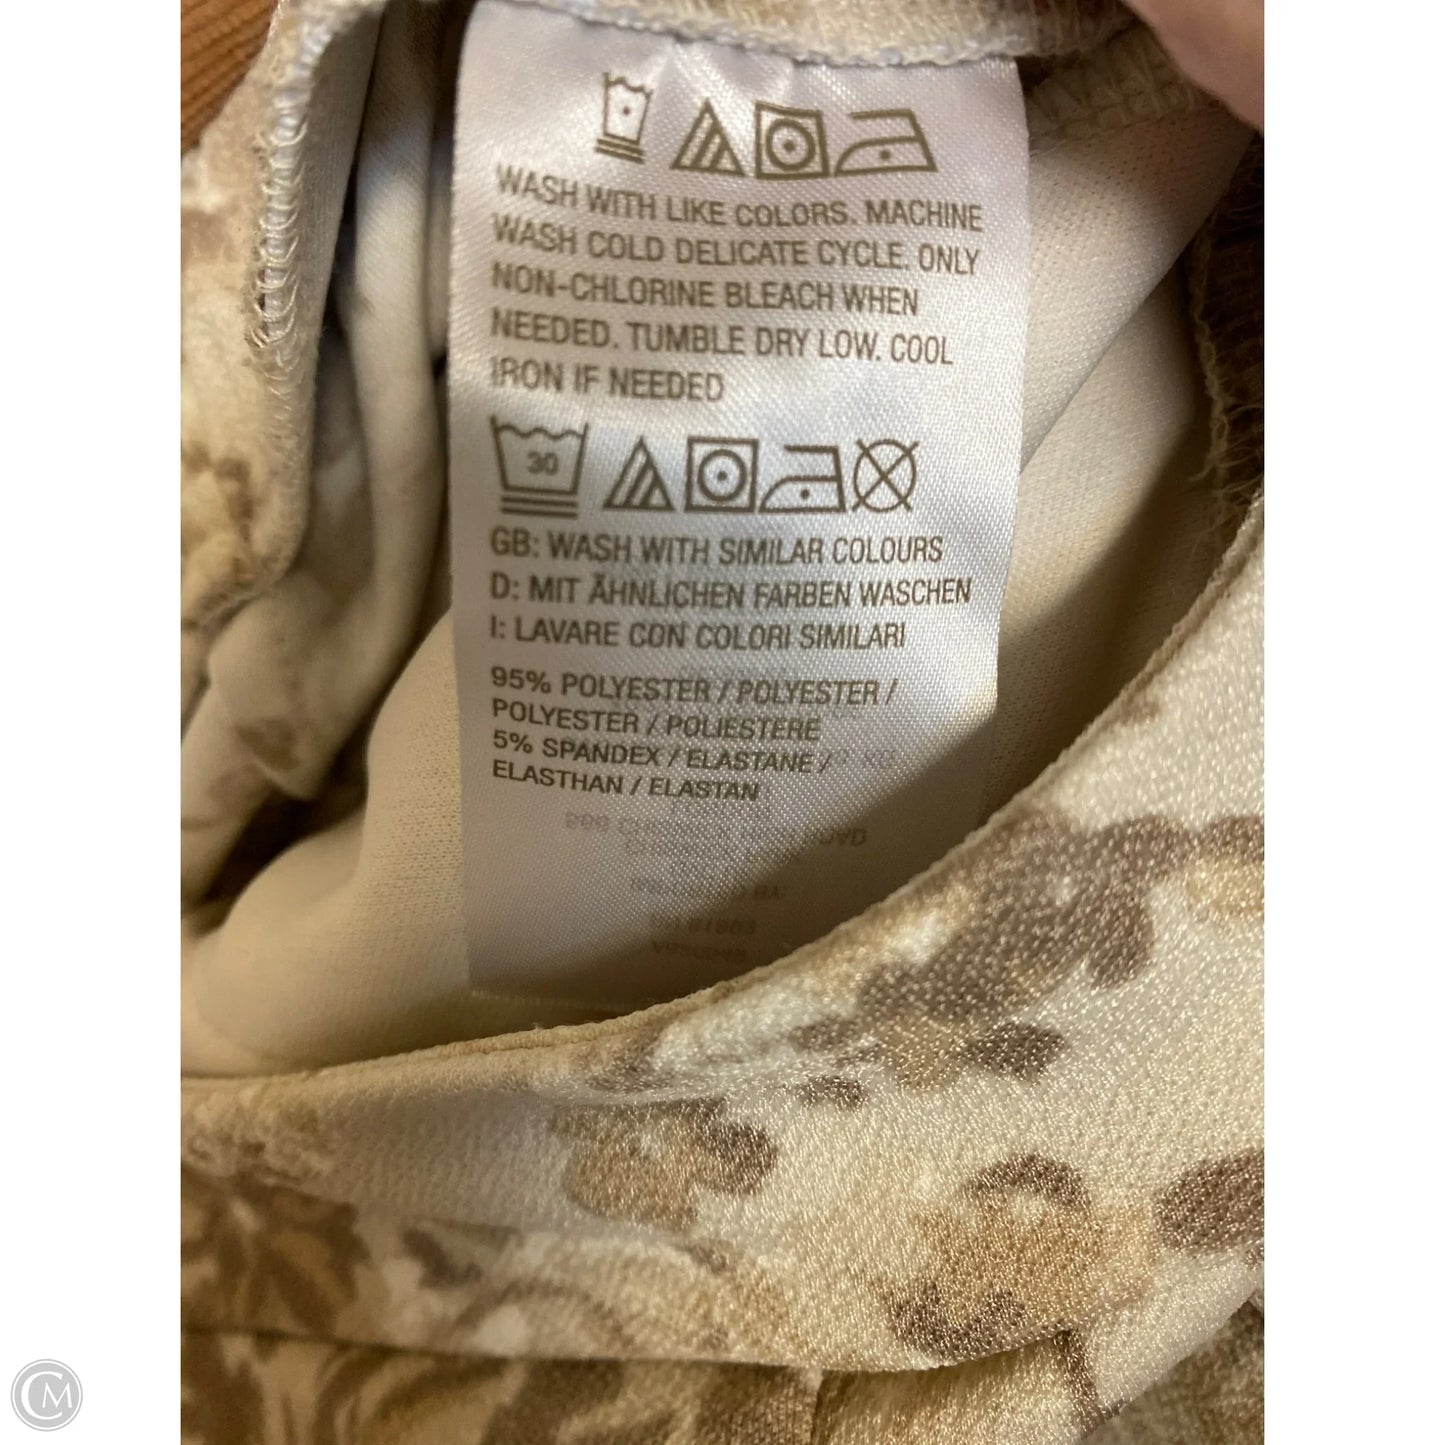 WASH WITH LIKE COLORS. MACHINE
WASH COLD DELICATE CYCLE. ONLY
NON-CHLORINE BLEACH WHEN
NEEDED. TUMBLE DRY LOW. COOL
IRON IF NEEDED
30
GB: WASH WITH SIMILAR COLOURS
D: MIT ÄHNLICHEN FARBEN WASCHEN
I: LAVARE CON COLORI SIMILARI
95% POLYESTER / POLYESTER /
POLYESTER / POLIESTERE
5% SPANDEX / ELASTANE /
ELASTHAN / ELASTAN
CM